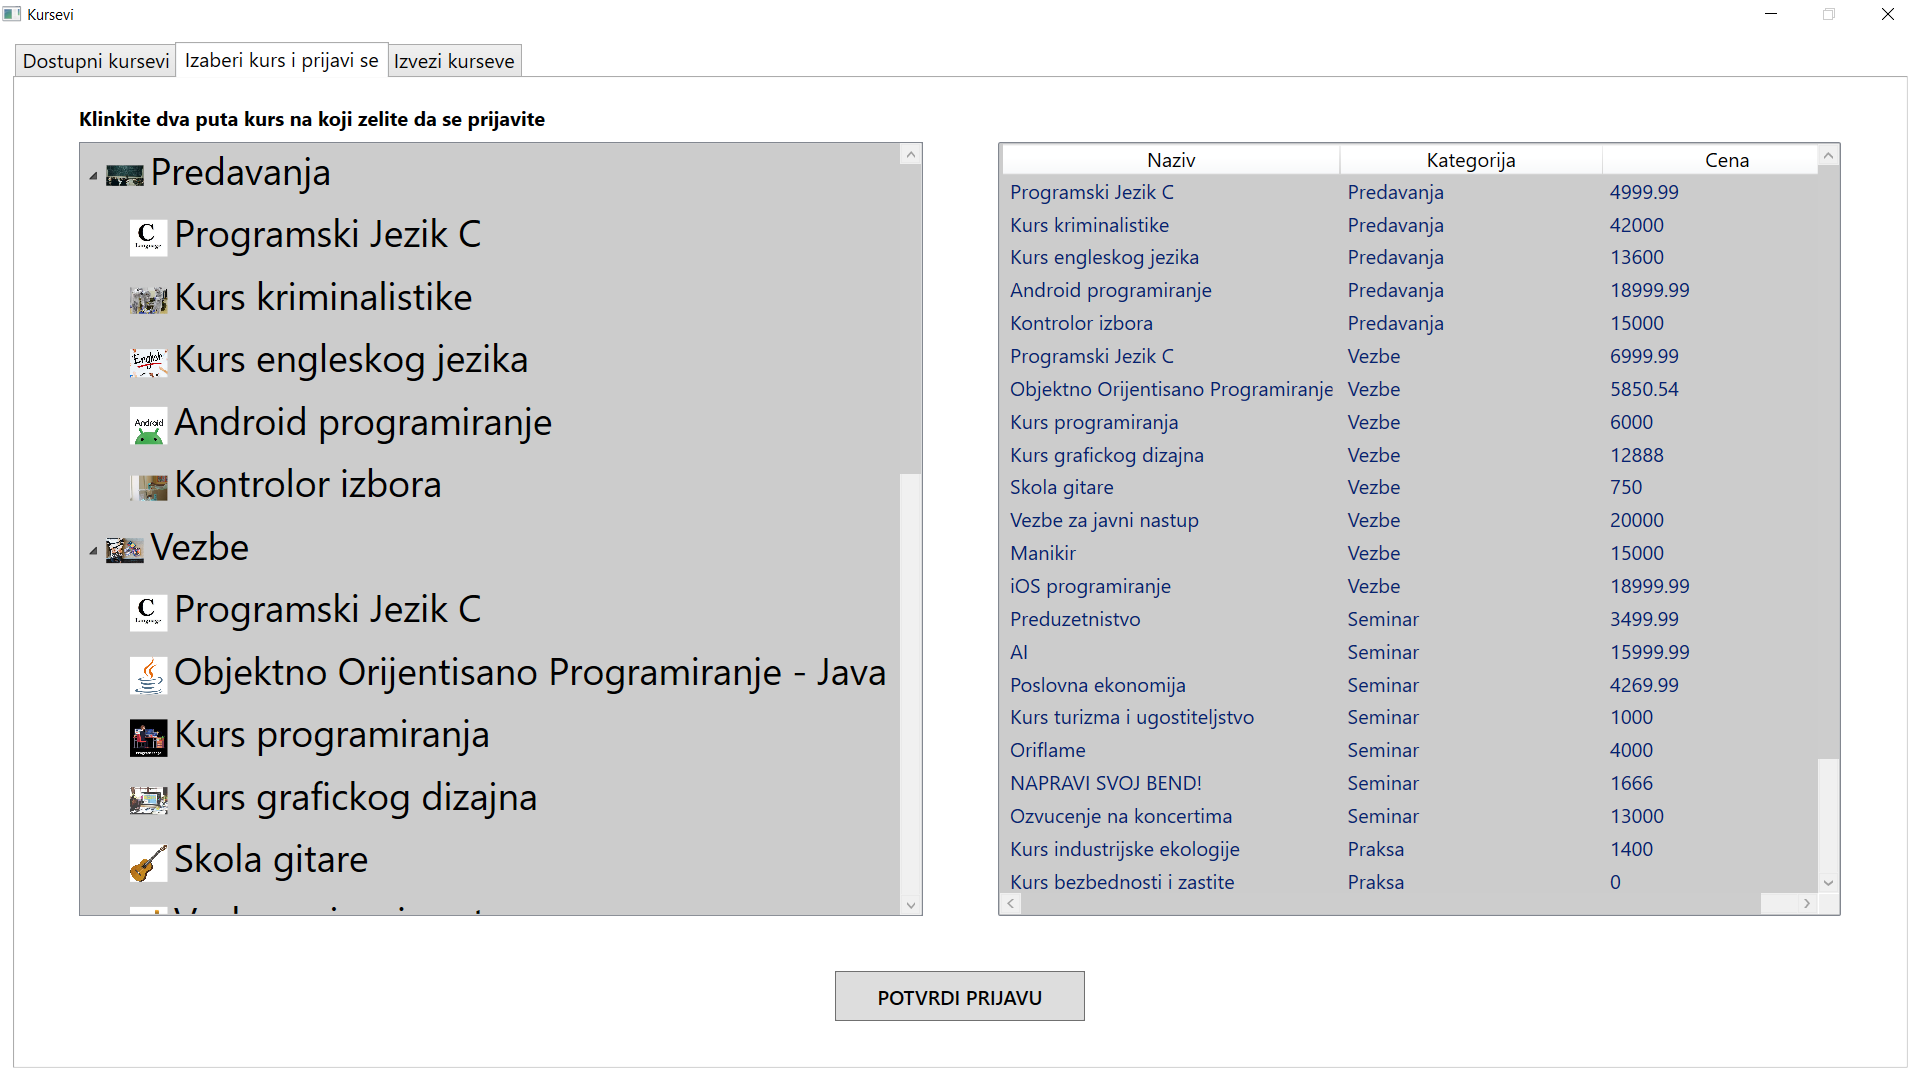 Kursevi
Dostupni kursevi Izaberi kurs i prijavi se Izvezi kurseve
Klinkite dva puta kurs na koji zelite da se prijavite
Predavanja
C
Language
Programski Jezik C
Kurs kriminalistike
English
Kurs engleskog jezika
Android
Android programiranje
Kontrolor izbora
Vezbe
C
Language
Programski Jezik C
Objektno Orijentisano Programiranje - Java
Kurs programiranja
Kurs grafickog dizajna
Skola gitare
Naziv Kategorija Cena
Programski Jezik C Predavanja 4999.99
Kurs kriminalistike Predavanja 42000
Kurs engleskog jezika Predavanja 13600
Android programiranje Predavanja 18999.99
Kontrolor izbora Predavanja 15000
Programski Jezik C Vezbe 6999.99
Objektno Orijentisano Programiranje Vezbe 5850.54
Kurs programiranja Vezbe 6000
Kurs grafickog dizajna Vezbe 12888
Skola gitare Vezbe 750
Vezbe za javni nastup Vezbe 20000
Manikir Vezbe 15000
iOS programiranje Vezbe 18999.99
Preduzetnistvo Seminar 3499.99
AI Seminar 15999.99
Poslovna ekonomija Seminar 4269.99
Kurs turizma i ugostiteljstvo Seminar 1000
Oriflame Seminar 4000
NAPRAVI SVOJ BEND! Seminar 1666
Ozvucenje na koncertima Seminar 13000
Kurs industrijske ekologije Praksa 1400
Kurs bezbednosti i zastite Praksa 0
POTVRDI PRIJAVU